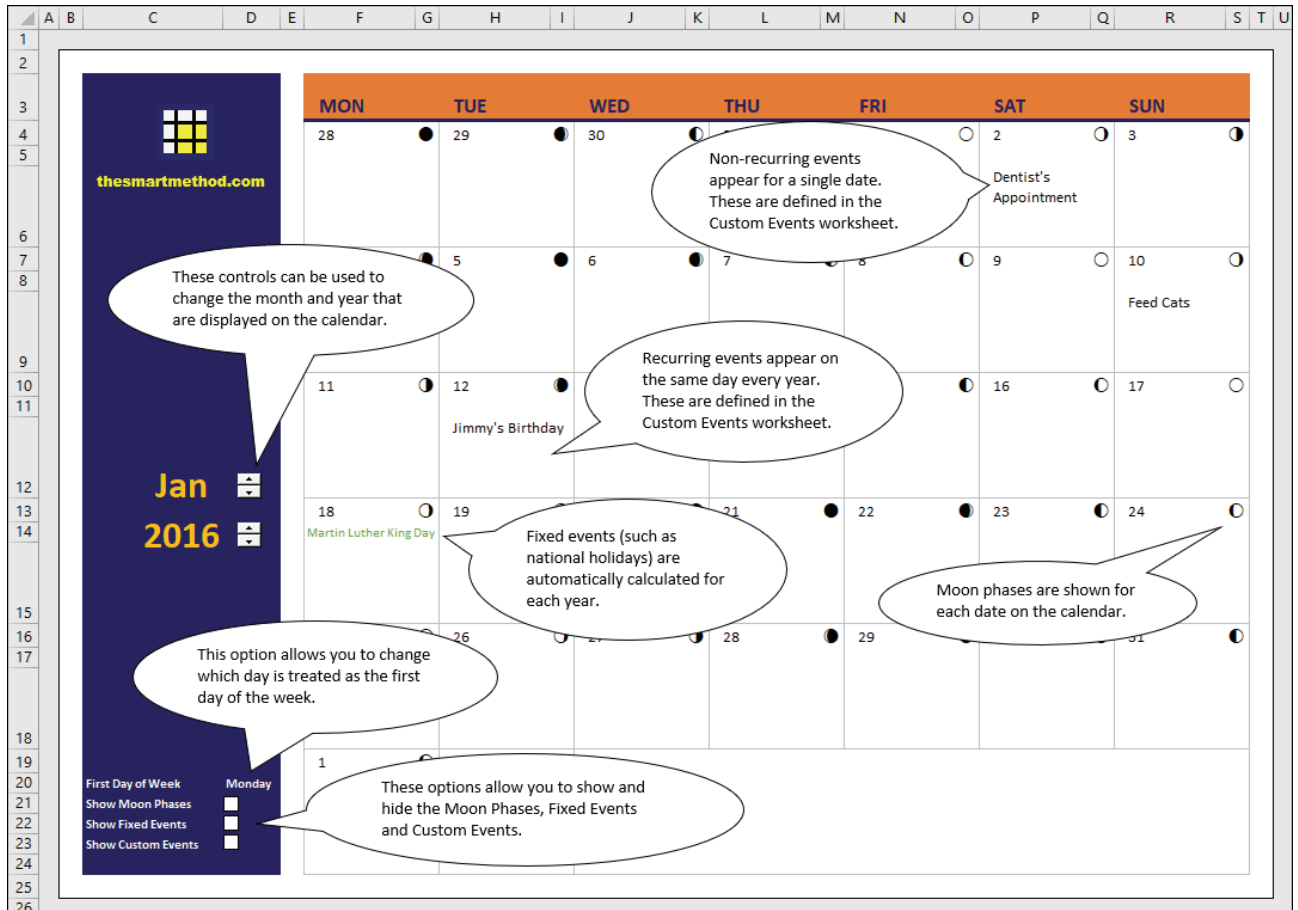 A B C D E F G H I J K L M N O P Q R S T U
1
2
3
MON TUE WED THU FRI SAT SUN
4
28 29 30 2 3
5
Non-recurring events
appear for a single date.
These are defined in the
Custom Events worksheet.
Dentist's
Appointment
thesmartmethod.com
6
7
5 6 7 8 9 10
8
These controls can be used to
change the month and year that
are displayed on the calendar.
Feed Cats
9
Recurring events appear on
the same day every year.
These are defined in the
Custom Events worksheet.
10
11 12 16 17
11
Jimmy's Birthday
12
Jan
13
18 19 21 22 23 24
14
Martin Luther King Day
2016
Fixed events (such as
national holidays) are
automatically calculated for
each year.
Moon phases are shown for
each date on the calendar.
15
16
26 27 28 29 31
17
This option allows you to change
which day is treated as the first
day of the week.
18
19
1
20
First Day of Week Monday
21
Show Moon Phases
22
Show Fixed Events
23
Show Custom Events
These options allow you to show and
hide the Moon Phases, Fixed Events
and Custom Events.
24
25
26